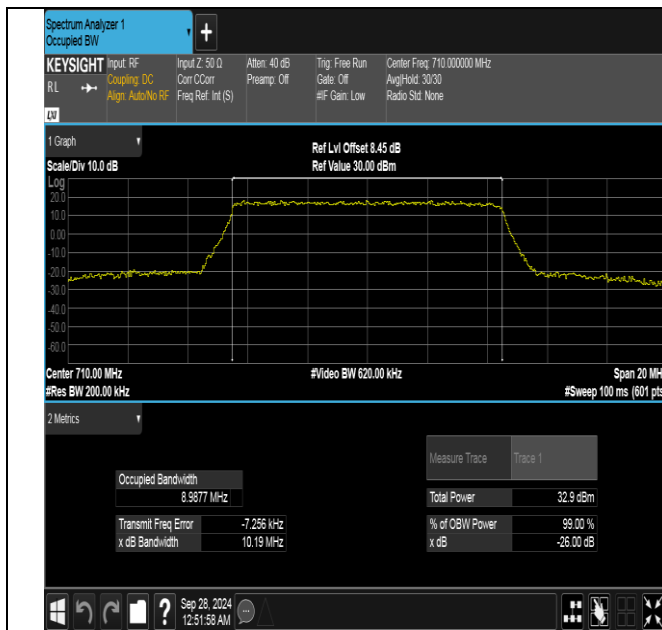 Spectrum Analyzer 1
Occupied BW
+
KEYSIGHT Input: RF Input Z: 50 Ω Atten: 40 dB Trig: Free Run Center Freq: 710.000000 MHz
RL Coupling: DC Corr CCorr Preamp: Off Gate: Off Avg|Hold: 30/30
Align: Auto/No RF Freq Ref: Int (S) #IF Gain: Low Radio Std: None
LXI
1 Graph
Ref Lvl Offset 8.45 dB
Scale/Div 10.0 dB Ref Value 30.00 dBm
Log
20.0
10.0
0.00
-10.0
-20.0
-30.0
-40.0
-50.0
-60.0
Center 710.00 MHz #Video BW 620.00 kHz Span 20 MH
#Res BW 200.00 kHz #Sweep 100 ms (601 pts
2 Metrics
Measure Trace Trace 1
Occupied Bandwidth
8.9877 MHz
Total Power 32.9 dBm
Transmit Freq Error -7.256 kHz % of OBW Power 99.00 %
x dB Bandwidth 10.19 MHz x dB -26.00 dB
? Sep 28, 2024
12:51:58 AM